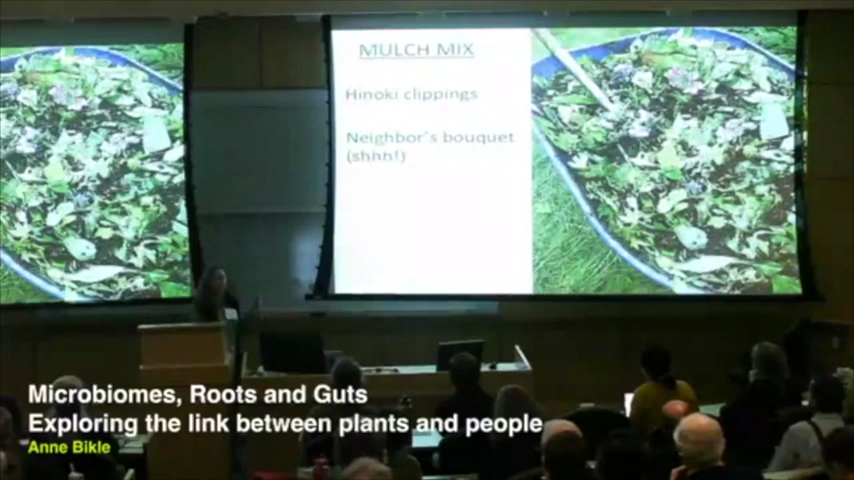 MULCH MIX
Hinoki clippings
Neighbor's bouquet
(shhh!)
Microbiomes, Roots and Guts
Exploring the link between plants and people
Anne Bikle